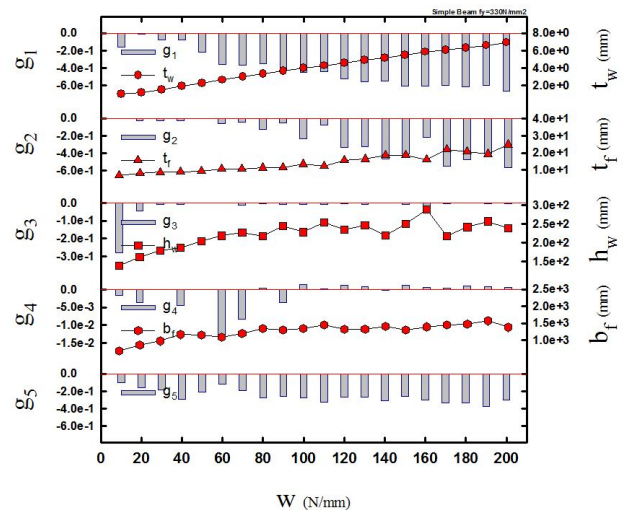 Simple Beam fy=330N/mm2
g1
0.0
-2.0e-1
-4.0e-1
-6.0e-1
g1
tw
8.0e+0
6.0e+0
4.0e+0
2.0e+0
tw (mm)
g2
0.0
-2.0e-1
-4.0e-1
-6.0e-1
g2
tf
4.0e+1
3.0e+1
2.0e+1
1.0e+1
tf (mm)
g3
0.0
-1.0e-1
-2.0e-1
-3.0e-1
g3
hw
3.0e+2
2.5e+2
2.0e+2
1.5e+2
hw (mm)
g4
0.0
-5.0e-3
-1.0e-2
-1.5e-2
g4
bf
2.5e+3
2.0e+3
1.5e+3
1.0e+3
bf (mm)
g5
0.0
-2.0e-1
-4.0e-1
-6.0e-1
g5
0 20 40 60 80 100 120 140 160 180 200
w (N/mm)